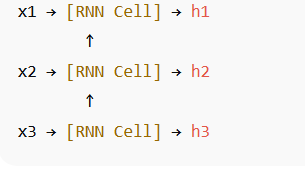 x1 → [RNN Cell] → h1
↑
x2 → [RNN Cell] → h2
↑
x3 → [RNN Cell] → h3